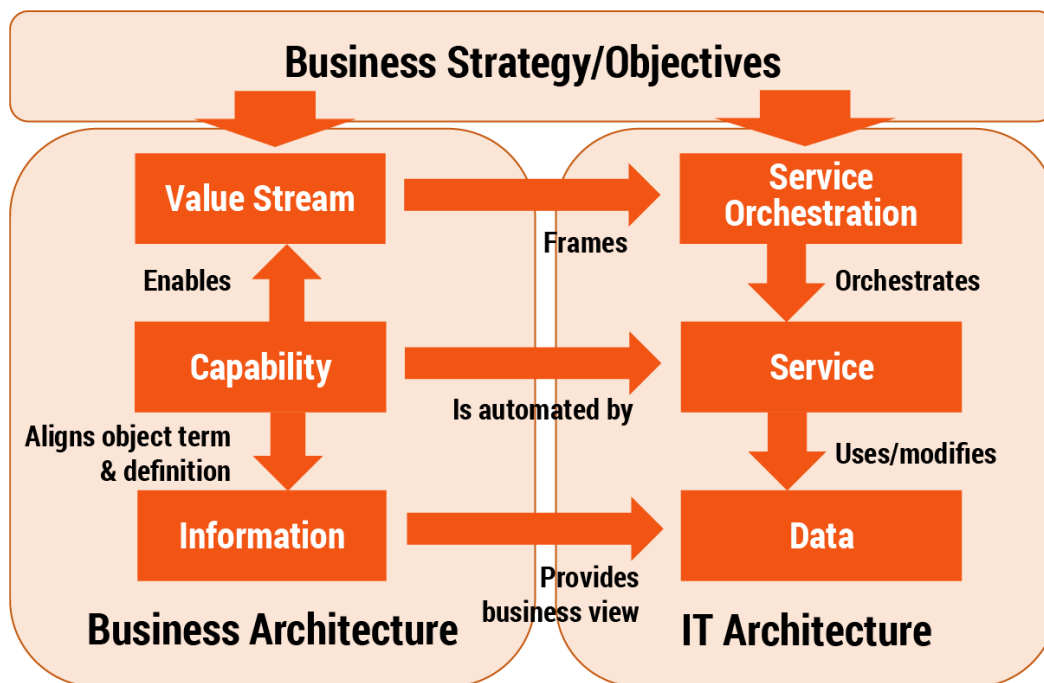 Business Strategy/Objectives
Value Stream
Service
Orchestration
Frames
Enables
Orchestrates
Capability
Service
Is automated by
Aligns object term
& definition
Uses/modifies
Information
Data
Provides
business view
Business Architecture
IT Architecture